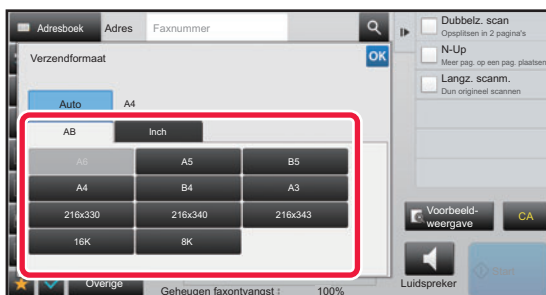 Adresboek Adres Faxnummer
Verzendformaat OK
Auto A4
AB Inch
A6 A5 B5
A4 B4 A3
216x330 216x340 216x343
16K 8K
Overige
Geheugen faxontvangst : 100%
Dubbelz. scan
Opsplitsen in 2 pagina's
N-Up
Meer pag. op een pag. plaatsen
Langz. scanm.
Dun origineel scannen
Voorbeeld-
weergave
CA
Luidspreker
Start